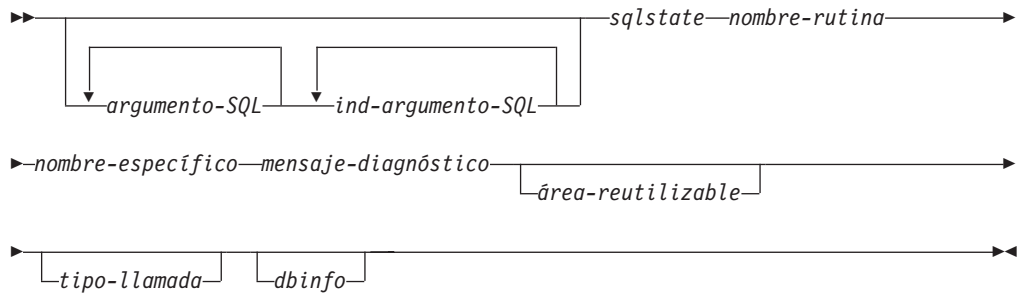 sqlstate nombre-rutina
argumento-SQL ind-argumento-SQL
nombre-específico mensaje-diagnóstico
área-reutilizable
tipo-llamada dbinfo